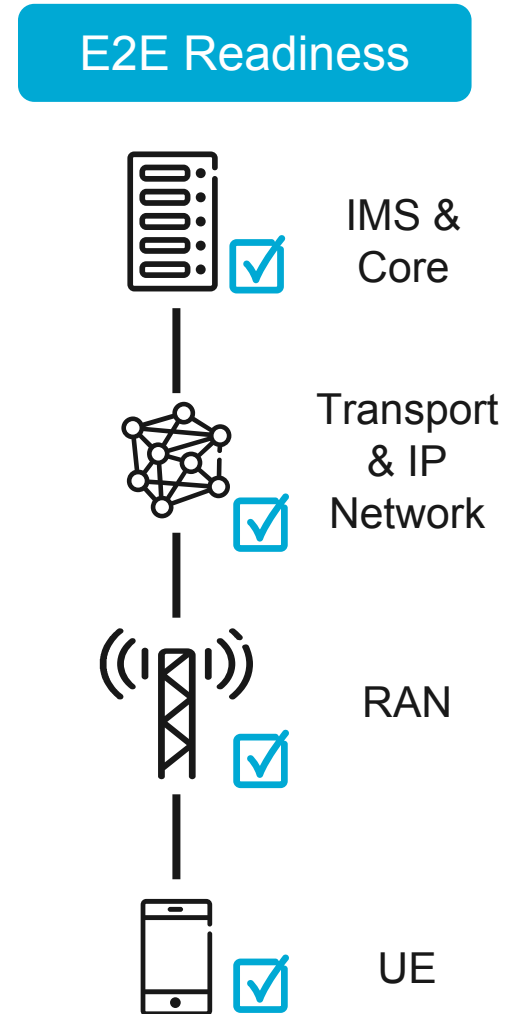 E2E Readiness
IMS &
Core
Transport
& IP
Network
RAN
UE